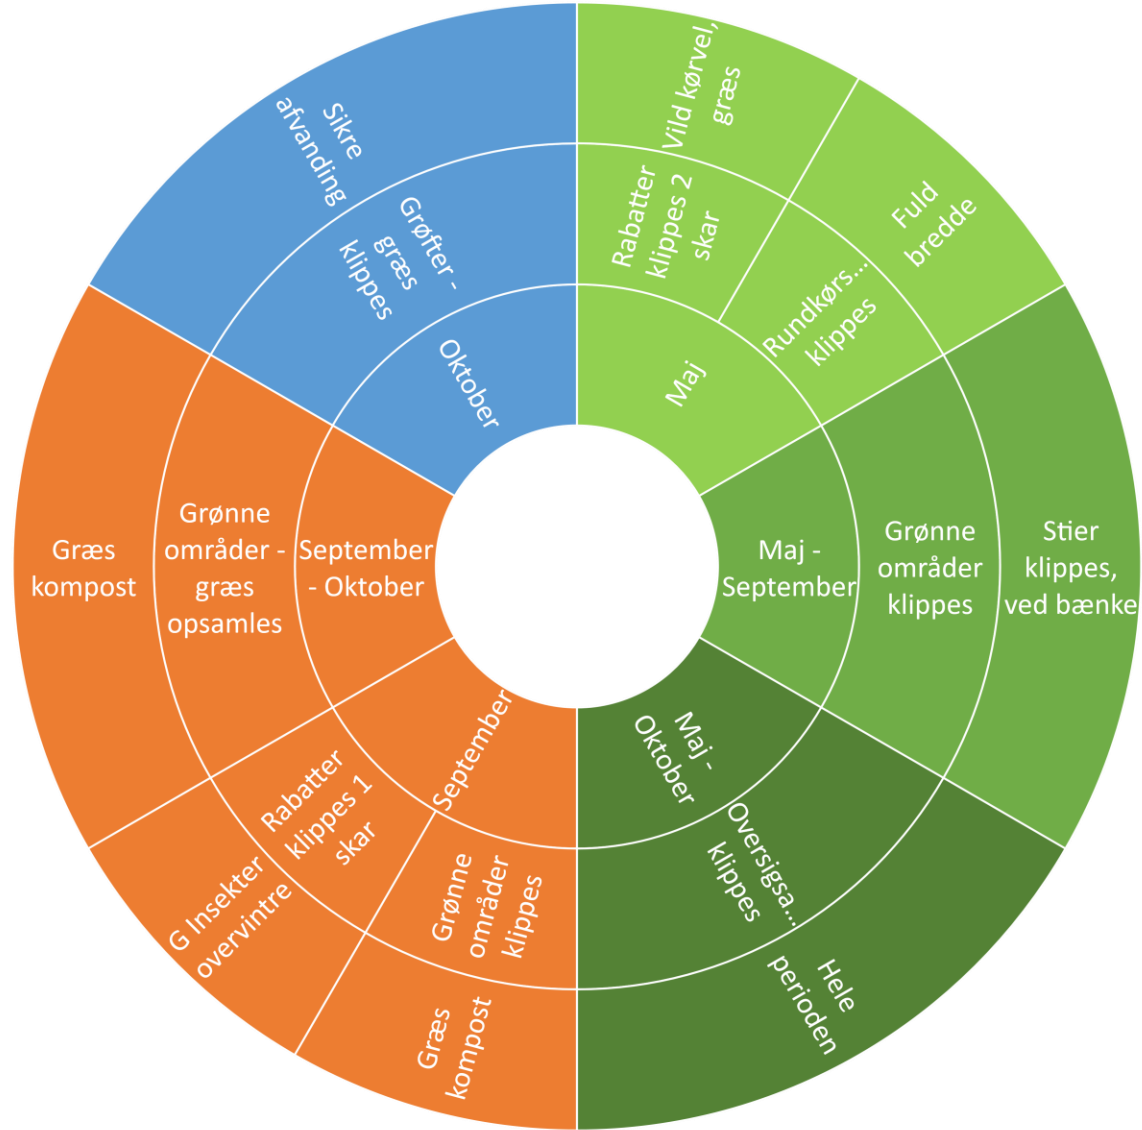 Vild kørvel,
græs
Rabatter
klippes 2
skar
Maj
Fuld
bredde
Rundkørs...
klippes
Maj -
September
Grønne
områder
klippes
Stier
klippes,
ved bænke
Maj -
Oktober
Oversigsa...
klippes
Hele
perioden
September
Grønne
områder
klippes
Græs
kompost
Rabatter
klippes 1
skar
G Insekter
overvintre
September
- Oktober
Grønne
områder -
græs
opsamles
Græs
kompost
Oktober
Grøfter -
græs
klippes
Sikre
afvanding